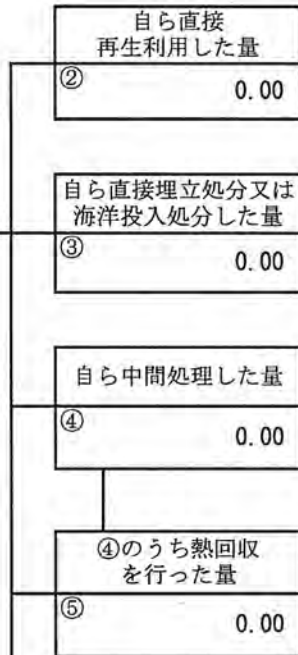 自ら直接
再生利用した量
②
0.00
自ら直接埋立処分又は
海洋投入処分した量
③
0.00
自ら中間処理した量
④
0.00
④のうち熱回収
を行った量
⑤
0.00